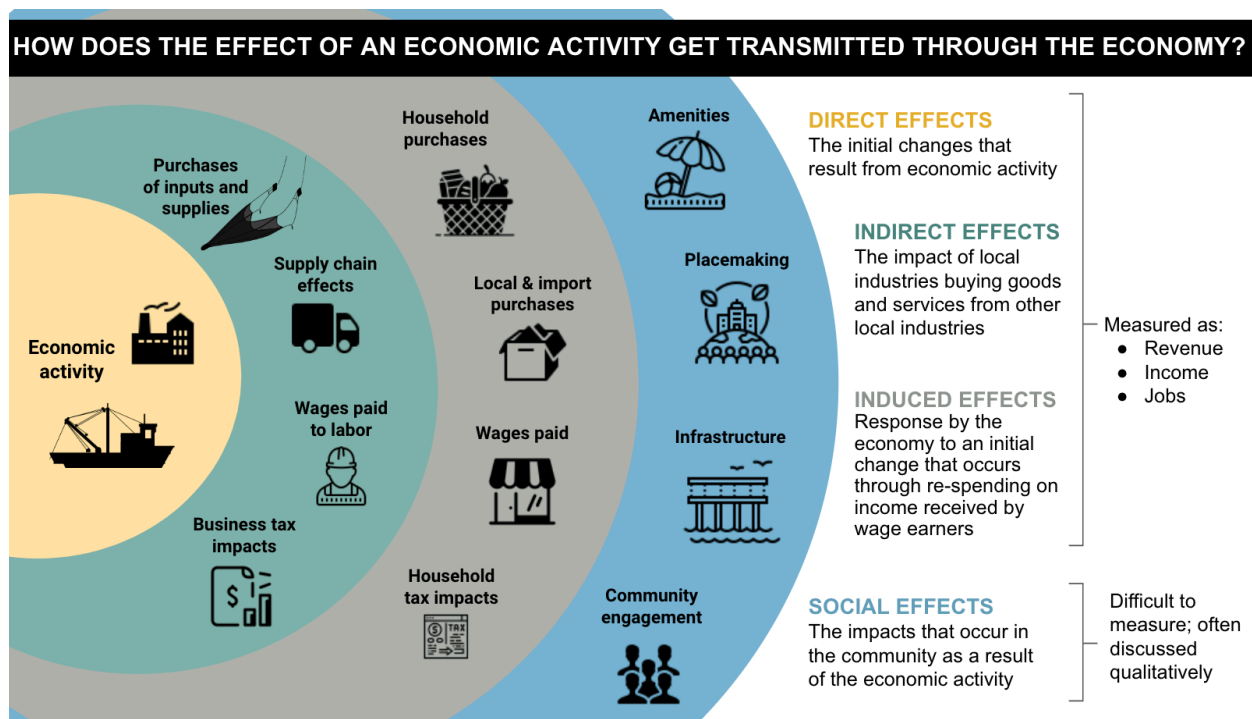 HOW DOES THE EFFECT OF AN ECONOMIC ACTIVITY GET TRANSMITTED THROUGH THE ECONOMY?
Economic
activity
Purchases
of inputs and
supplies
Supply chain
effects
Wages paid
to labor
Business tax
impacts
$
Household
purchases
Local & import
purchases
Wages paid
Household
tax impacts
$ TAX
Amenities
Placemaking
Infrastructure
Community
engagement
DIRECT EFFECTS
The initial changes that
result from economic activity
INDIRECT EFFECTS
The impact of local
industries buying goods
and services from other
local industries
INDUCED EFFECTS
Response by the
economy to an initial
change that occurs
through re-spending on
income received by
wage earners
Measured as:
● Revenue
● Income
● Jobs
SOCIAL EFFECTS
The impacts that occur in
the community as a result
of the economic activity
Difficult to
measure; often
discussed
qualitatively